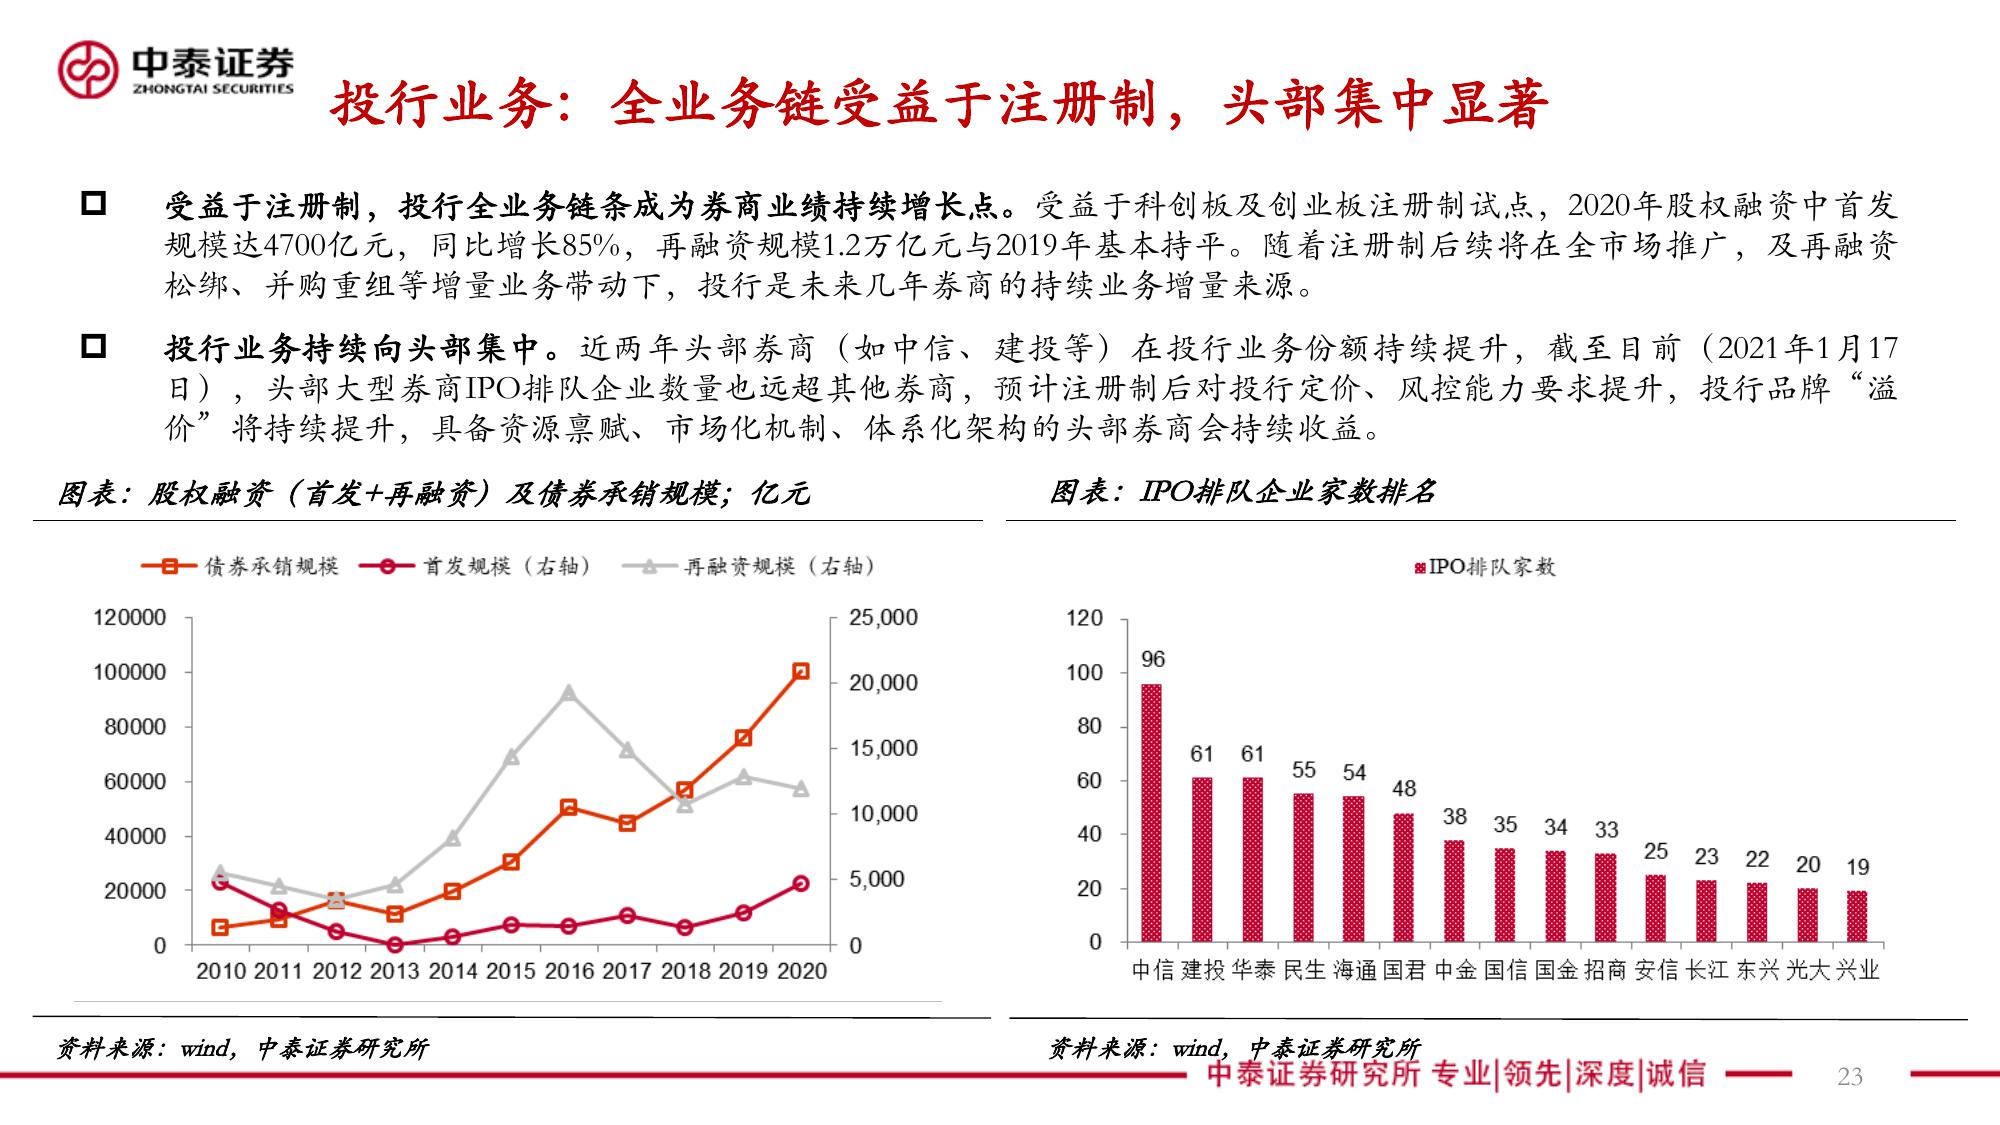 中泰证券
ZHONGTAI SECURITIES
投行业务：全业务链受益于注册制，头部集中显著
受益于注册制，投行全业务链条成为券商业绩持续增长点。受益于科创板及创业板注册制试点，2020年股权融资中首发
规模达4700亿元，同比增长85%，再融资规模1.2万亿元与2019年基本持平。随着注册制后续将在全市场推广，及再融资
松绑、并购重组等增量业务带动下，投行是未来几年券商的持续业务增量来源。
投行业务持续向头部集中。近两年头部券商（如中信、建投等）在投行业务份额持续提升，截至目前（2021年1月17
日），头部大型券商IPO排队企业数量也远超其他券商，预计注册制后对投行定价、风控能力要求提升，投行品牌“溢
价”将持续提升，具备资源禀赋、市场化机制、体系化架构的头部券商会持续收益。
图表：股权融资（首发+再融资）及债券承销规模；亿元
债券承销规模 首发规模（右轴） 再融资规模（右轴）
120000
100000
80000
60000
40000
20000
0
25,000
20,000
15,000
10,000
5,000
0
2010 2011 2012 2013 2014 2015 2016 2017 2018 2019 2020
资料来源：wind，中泰证券研究所
图表：IPO排队企业家数排名
IPO排队家数
120
100
80
60
40
20
0
96 61 61 55 54 48 38 35 34 33 25 23 22 20 19
中信 建投 华泰 民生 海通 国君 中金 国信 国金 招商 安信 长江 东兴 光大 兴业
资料来源：wind，中泰证券研究所
中泰证券研究所 专业|领先|深度|诚信
23